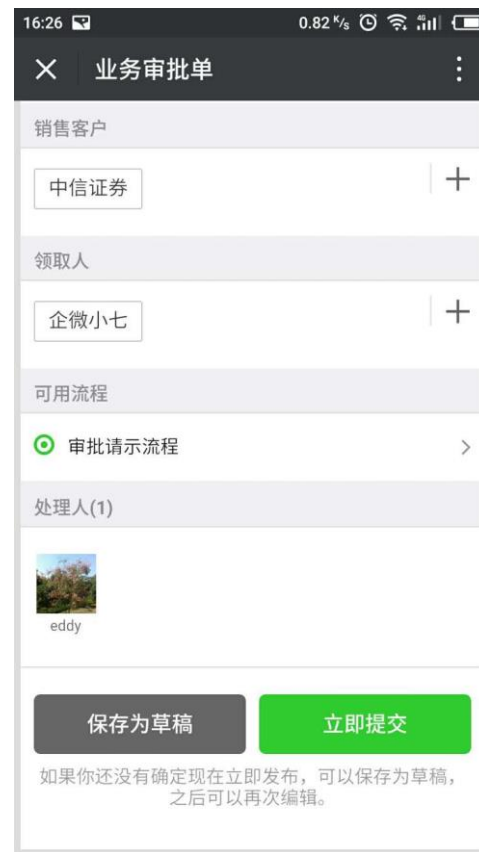 16:26 0.82 K/s 4G
业务审批单
销售客户
中信证券
领取人
企微小七
可用流程
审批请示流程
处理人(1)
eddy
保存为草稿 立即提交
如果你还没有确定现在立即发布，可以保存为草稿，
之后可以再次编辑。